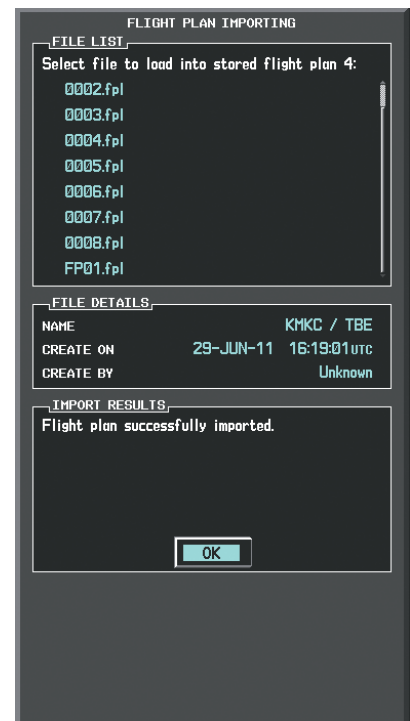 FLIGHT PLAN IMPORTING
FILE LIST
Select file to load into stored flight plan 4:
0002.fpl
0003.fpl
0004.fpl
0005.fpl
0006.fpl
0007.fpl
0008.fpl
FP01.fpl
FILE DETAILS
NAME KMKC / TBE
CREATE ON 29-JUN-11 16:19:01UTC
CREATE BY Unknown
IMPORT RESULTS
Flight plan successfully imported.
OK